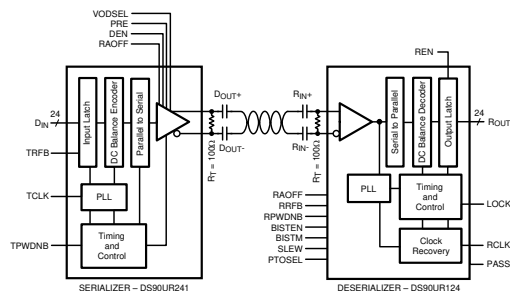 VODSEL
PRE
DEN
RAOFF
REN
24
DIN
TRFB
TCLK
TPWDNB
Input Latch
DC Balance Encoder
Parallel to Serial
PLL
Timing
and
Control
DOUT+
DOUT-
RT = 100Ω
RIN+
RIN-
RT = 100Ω
Serial to Parallel
DC Balance Decoder
Output Latch
24
ROUT
PLL
Timing
and
Control
Clock
Recovery
RAOFF
RRFB
RPWDNB
BISTEN
BISTM
SLEW
PTOSEL
LOCK
RCLK
PASS
SERIALIZER – DS90UR241
DESERIALIZER – DS90UR124